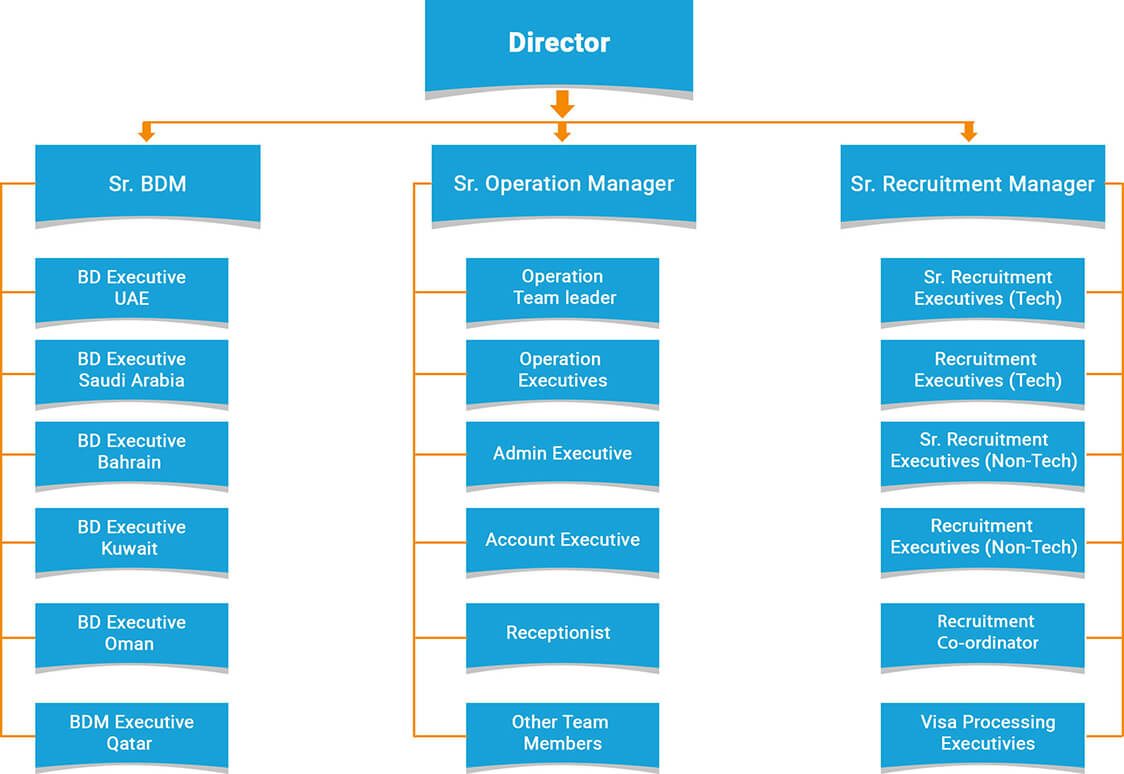 Director
Sr. BDM
Sr. Operation Manager
Sr. Recruitment Manager
BD Executive
UAE
BD Executive
Saudi Arabia
BD Executive
Bahrain
BD Executive
Kuwait
BD Executive
Oman
BDM Executive
Qatar
Operation
Team leader
Operation
Executives
Admin Executive
Account Executive
Receptionist
Other Team
Members
Sr. Recruitment
Executives (Tech)
Recruitment
Executives (Tech)
Sr. Recruitment
Executives (Non-Tech)
Recruitment
Executives (Non-Tech)
Recruitment
Co-ordinator
Visa Processing
Executivies